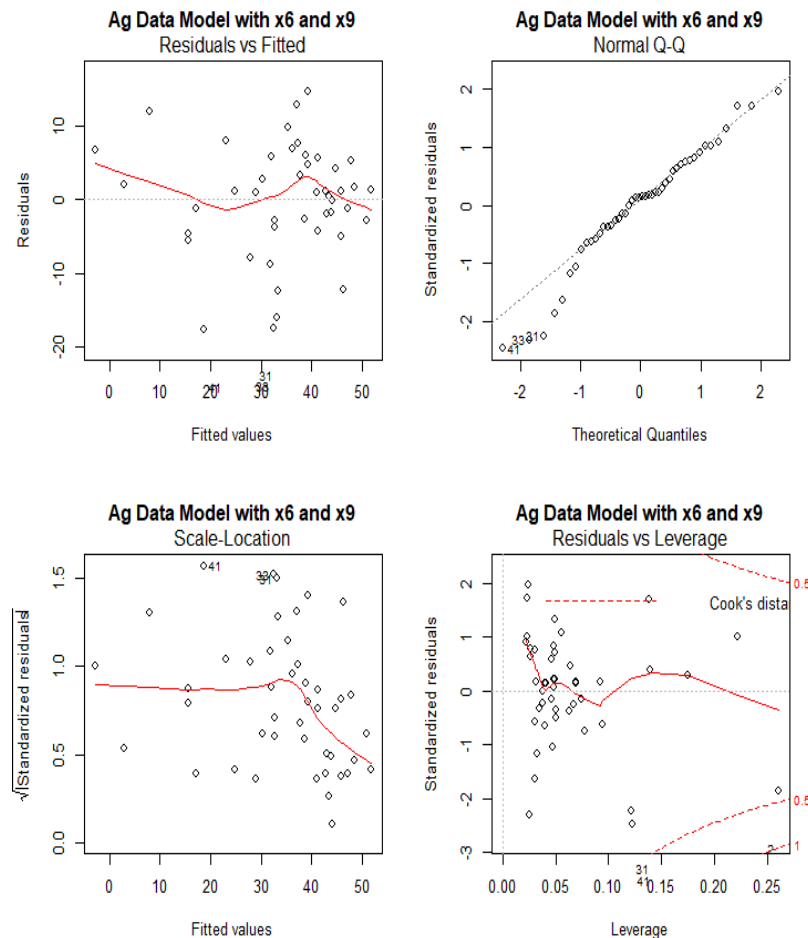 Ag Data Model with x6 and x9
Residuals vs Fitted
Residuals
10
0
-10
-20
0 10 20 30 40 50
41
31
Fitted values
Ag Data Model with x6 and x9
Normal Q-Q
Standardized residuals
2
1
0
-1
-2
33 31
41
-2 -1 0 1 2
Theoretical Quantiles
Ag Data Model with x6 and x9
Scale-Location
√|Standardized residuals|
1.5
1.0
0.5
0.0
41
0 10 20 30 40 50
Fitted values
Ag Data Model with x6 and x9
Residuals vs Leverage
Standardized residuals
2
1
0
-1
-2
-3
Cook's dista
0.5
0.5
1
31
41
0.00 0.05 0.10 0.15 0.20 0.25
Leverage